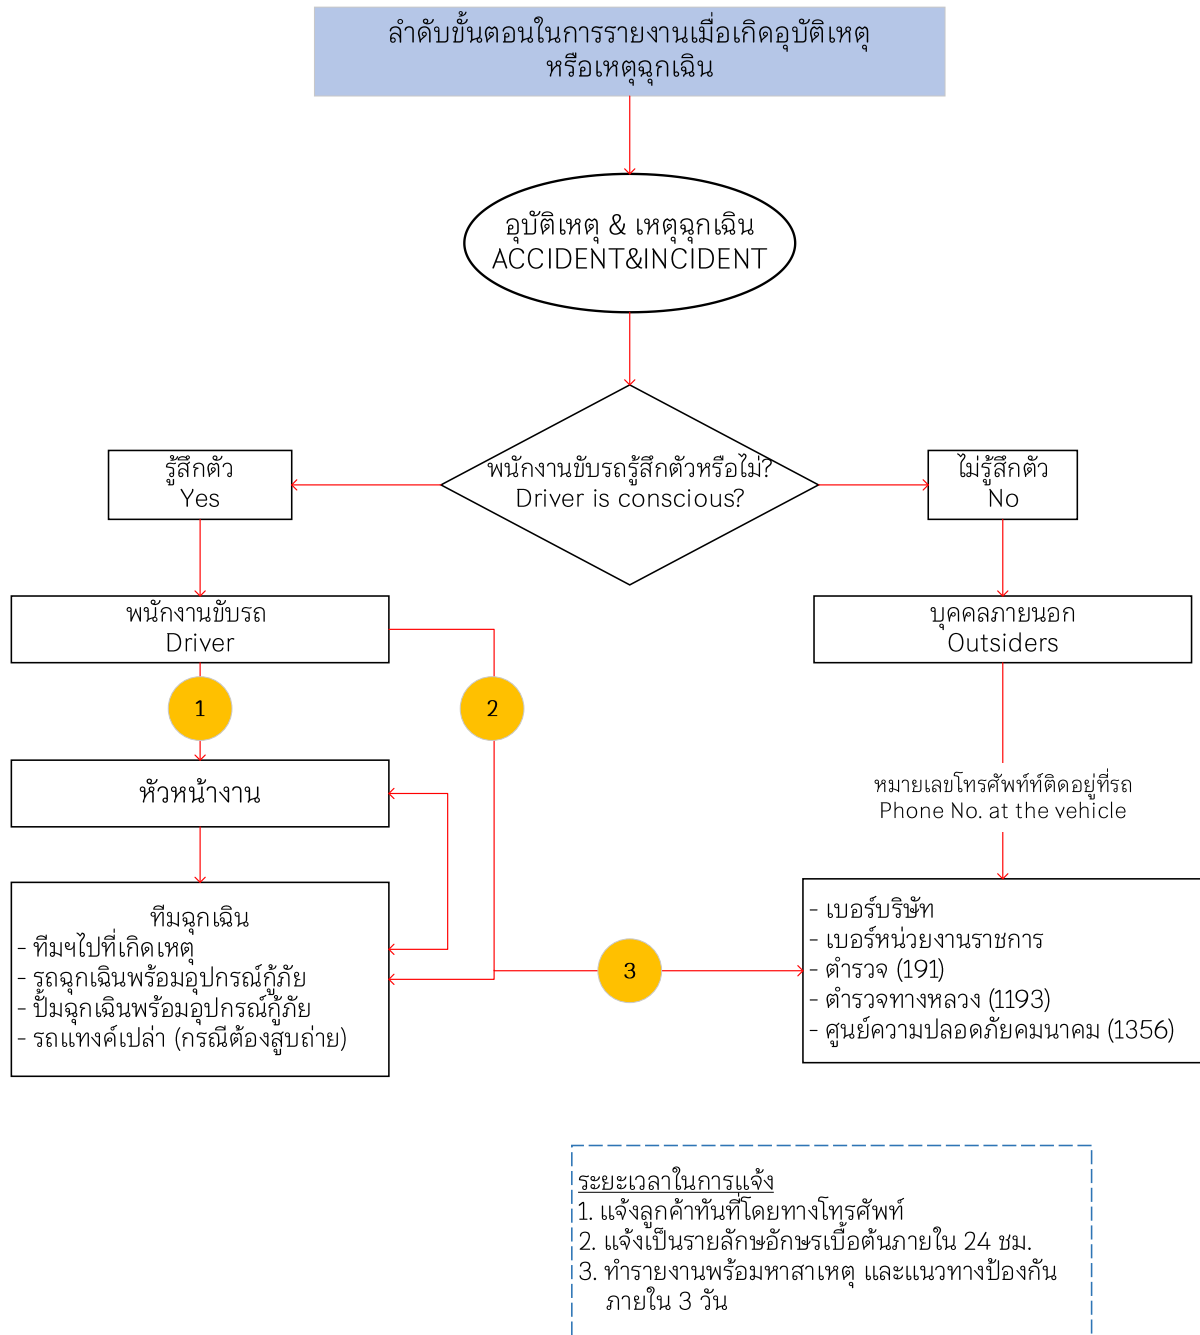 ลำดับขั้นตอนในการรายงานเมื่อเกิดอุบัติเหตุ
หรือเหตุฉุกเฉิน
อุบัติเหตุ & เหตุฉุกเฉิน
ACCIDENT&INCIDENT
พนักงานขับรถรู้สึกตัวหรือไม่?
Driver is conscious?
รู้สึกตัว
Yes
ไม่รู้สึกตัว
No
พนักงานขับรถ
Driver
บุคคลภายนอก
Outsiders
1
2
หัวหน้างาน
หมายเลขโทรศัพท์ท์ติดอยู่ที่รถ
Phone No. at the vehicle
ทีมฉุกเฉิน
- ทีมฯไปที่เกิดเหตุ
- รถฉุกเฉินพร้อมอุปกรณ์กู้ภัย
- ปั้มฉุกเฉินพร้อมอุปกรณ์กู้ภัย
- รถแทงค์เปล่า (กรณีต้องสูบถ่าย)
3
- เบอร์บริษัท
- เบอร์หน่วยงานราชการ
- ตำรวจ (191)
- ตำรวจทางหลวง (1193)
- ศูนย์ความปลอดภัยคมนาคม (1356)
ระยะเวลาในการแจ้ง
1. แจ้งลูกค้าทันที่โดยทางโทรศัพท์
2. แจ้งเป็นรายลักษอักษรเบื้อต้นภายใน 24 ชม.
3. ทำรายงานพร้อมหาสาเหตุ และแนวทางป้องกัน
ภายใน 3 วัน